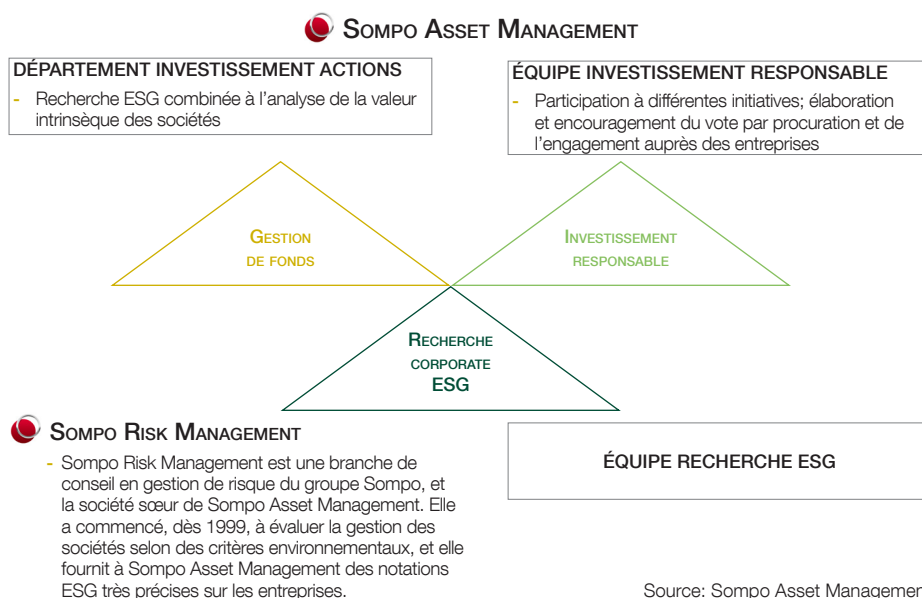 SOMPO ASSET MANAGEMENT
DÉPARTEMENT INVESTISSEMENT ACTIONS
- Recherche ESG combinée à l'analyse de la valeur
intrinsèque des sociétés
ÉQUIPE INVESTISSEMENT RESPONSABLE
- Participation à différentes initiatives; élaboration
et encouragement du vote par procuration et de
l'engagement auprès des entreprises
GESTION
DE FONDS
INVESTISSEMENT
RESPONSABLE
RECHERCHE
CORPORATE
ESG
SOMPO RISK MANAGEMENT
- Sompo Risk Management est une branche de
conseil en gestion de risque du groupe Sompo, et
la société sœur de Sompo Asset Management. Elle
a commencé, dès 1999, à évaluer la gestion des
sociétés selon des critères environnementaux, et elle
fournit à Sompo Asset Management des notations
ESG très précises sur les entreprises.
ÉQUIPE RECHERCHE ESG
Source: Sompo Asset Managemen